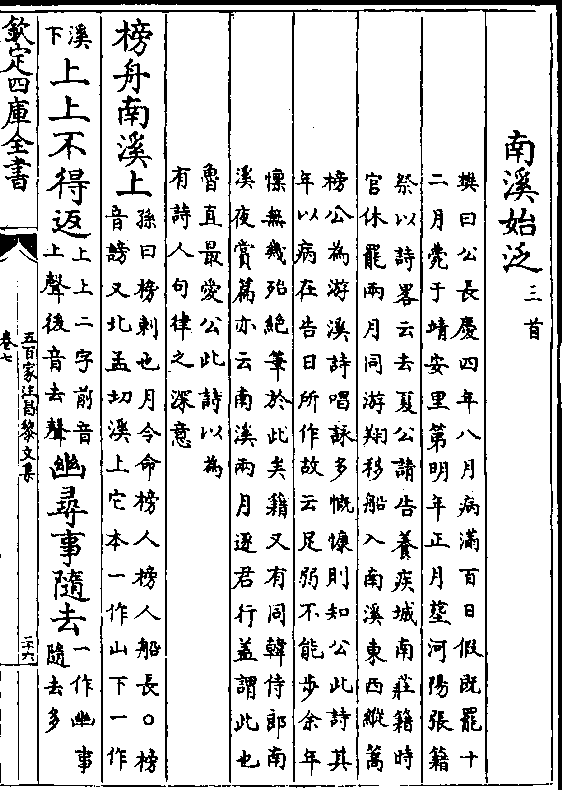 南溪始泛三首
樊曰公長慶四年八月病滿百日假既罷十
二月薨于靖安里第明年正月塟河陽張籍
祭以詩畧云去夏公請告養疾城南莊籍時
官休罷兩月同游翔移船入南溪東西縱篙
榜公為游溪詩唱詠多慨慷則知公此詩其
年以病在告日所作故云足弱不能步余年
懍無幾殆絶筆於此矣籍又有同韓侍郎南
溪夜賞篇亦云南溪兩月逐君行盖謂此也
魯直最愛公此詩以為
有詩人句律之深意
榜舟南溪上
孫曰榜刺也月令命榜人榜人船長〇榜
音謗又北孟切溪上它本一作山下一作
溪
下
上上不得返
上上二字前音
上聲後音去聲
幽尋事隨去
一作幽事
隨去多
欽定四庫全書
五百家注昌黎文集
卷七
二十六